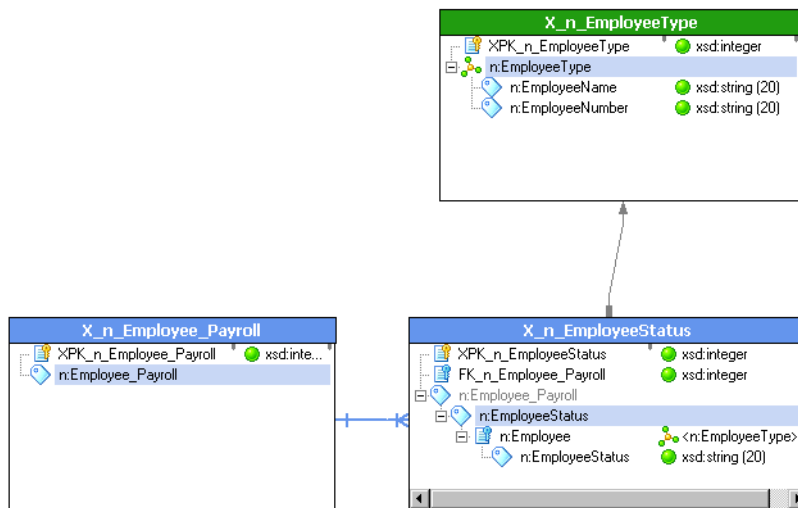 X_n_EmployeeType
XPK_n_EmployeeType xsd:integer
n:EmployeeType
n:EmployeeName xsd:string (20)
n:EmployeeNumber xsd:string (20)
X_n_Employee_Payroll
XPK_n_Employee_Payroll xsd:inte...
n:Employee_Payroll
X_n_EmployeeStatus
XPK_n_EmployeeStatus xsd:integer
FK_n_Employee_Payroll xsd:integer
n:Employee_Payroll
n:EmployeeStatus
n:Employee <n:EmployeeType>
n:EmployeeStatus xsd:string (20)